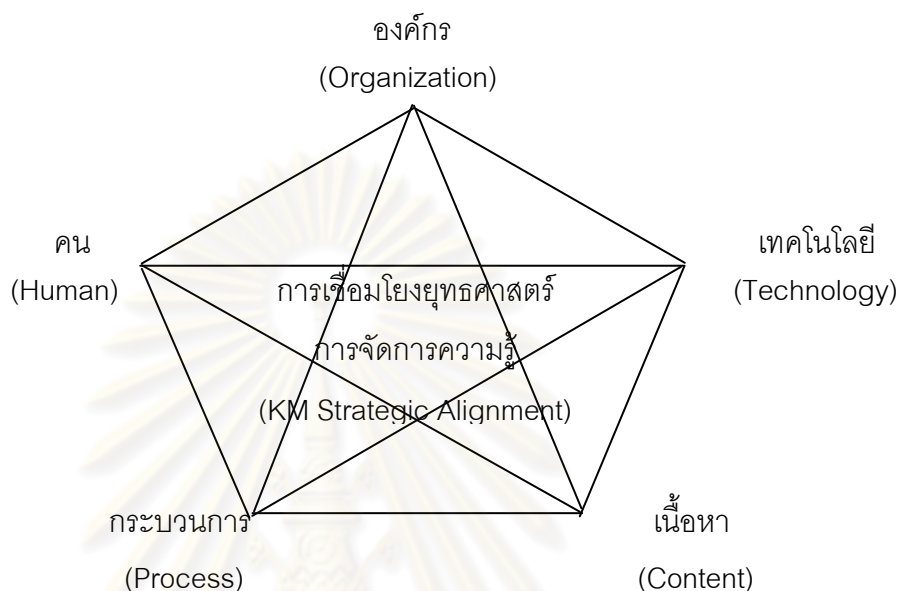 องค์กร
(Organization)
คน
(Human)
เทคโนโลยี
(Technology)
การเชื่อมโยงยุทธศาสตร์
การจัดการความรู้
(KM Strategic Alignment)
กระบวนการ
(Process)
เนื้อหา
(Content)